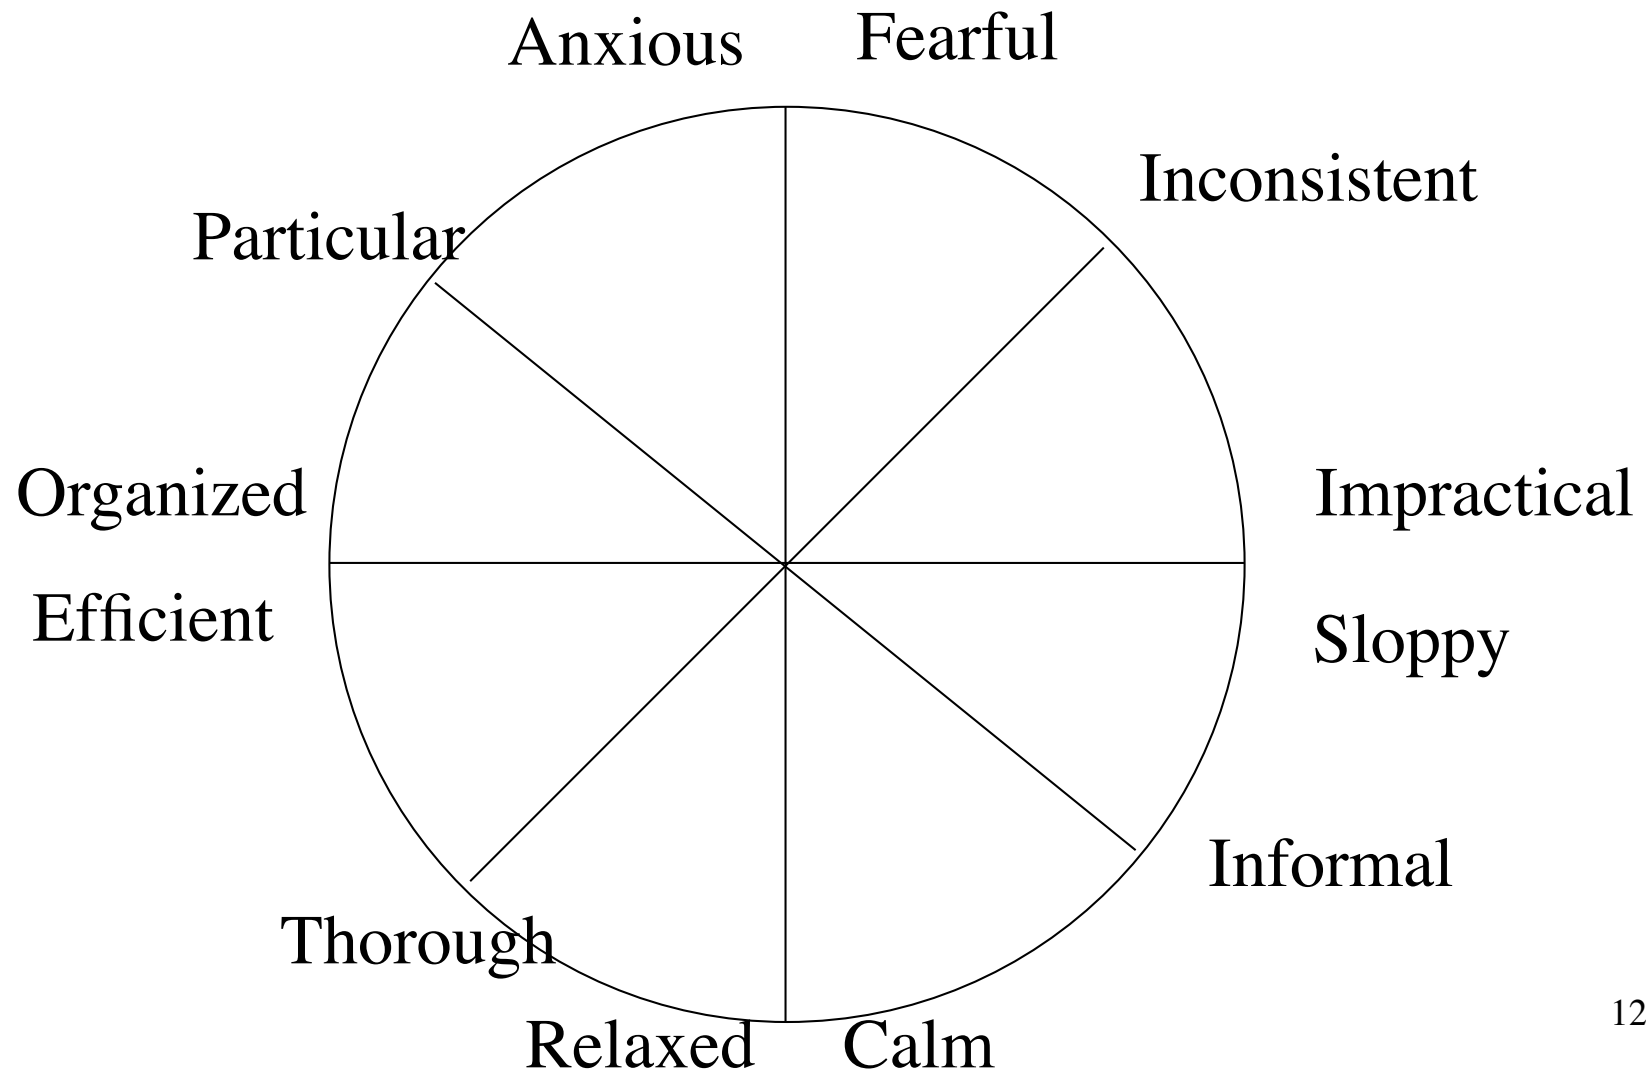 Anxious Fearful
Inconsistent
Particular
Organized Impractical
Efficient Sloppy
Informal
Thorough
12
Relaxed Calm